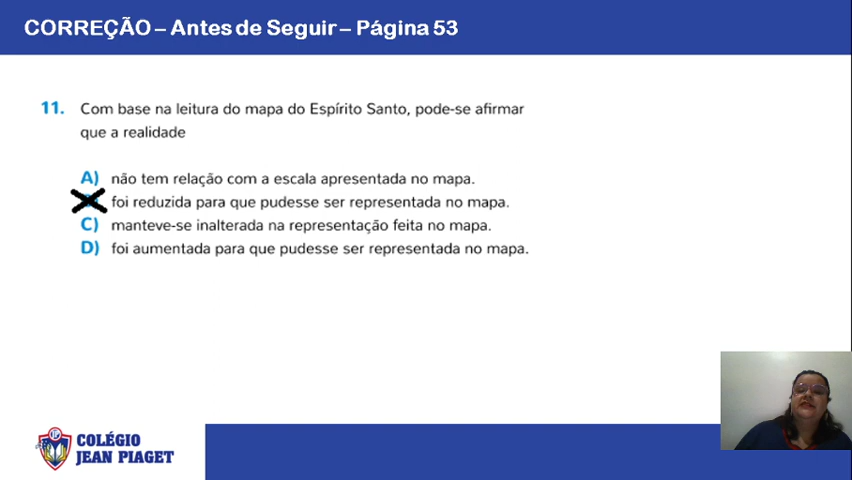 CORREÇÃO – Antes de Seguir – Página 53
11. Com base na leitura do mapa do Espírito Santo, pode-se afirmar
que a realidade
A) não tem relação com a escala apresentada no mapa.
foi reduzida para que pudesse ser representada no mapa.
C) manteve-se inalterada na representação feita no mapa.
D) foi aumentada para que pudesse ser representada no mapa.
COLÉGIO
JEAN PIAGET